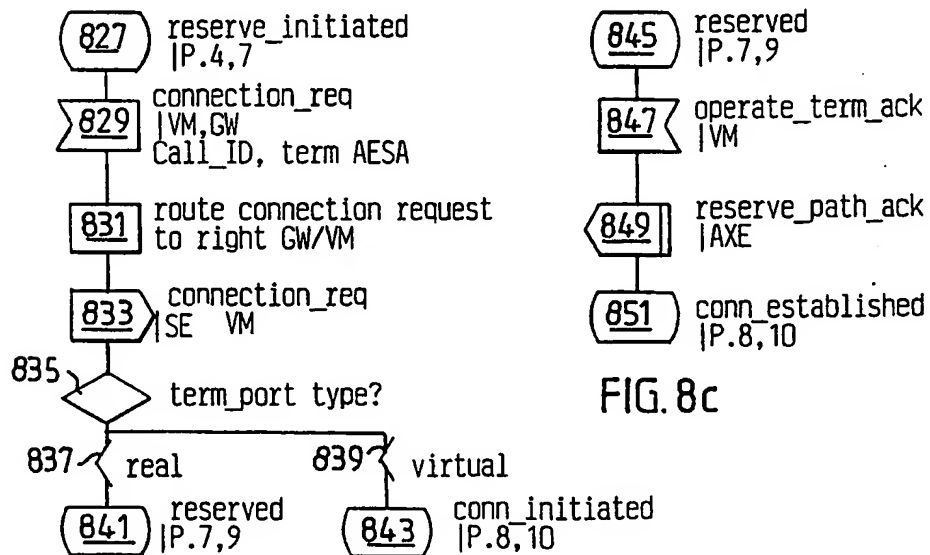 827 reserve_initiated
|P.4,7
829 connection_req
|VM,GW
Call_ID, term AESA
831 route connection request
to right GW/VM
833 connection_req
|SE VM
835 term_port type?
837 real
839 virtual
841 reserved
|P.7,9
843 conn_initiated
|P.8,10
845 reserved
|P.7,9
847 operate_term_ack
|VM
849 reserve_path_ack
|AXE
851 conn_established
|P.8,10
FIG. 8c